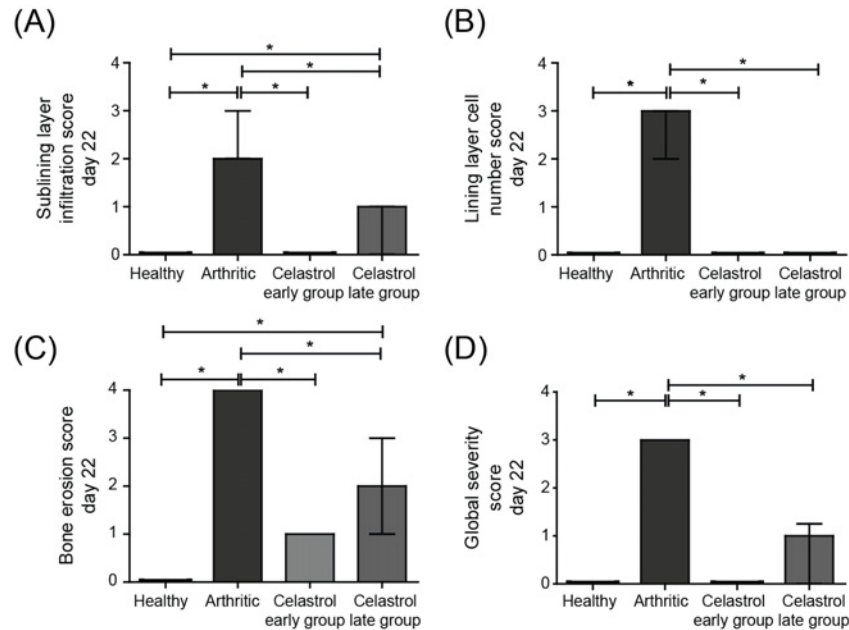 (A)
Sublining layer
infiltration score
day 22
4
3
2
1
0
*
*
*
*
Healthy
Arthritic
Celastrol
early group
Celastrol
late group
(B)
Lining layer cell
number score
day 22
4
3
2
1
0
*
*
*
Healthy
Arthritic
Celastrol
early group
Celastrol
late group
(C)
Bone erosion score
day 22
4
3
2
1
0
*
*
*
*
Healthy
Arthritic
Celastrol
early group
Celastrol
late group
(D)
Global severity
score
day 22
4
3
2
1
0
*
*
*
Healthy
Arthritic
Celastrol
early group
Celastrol
late group